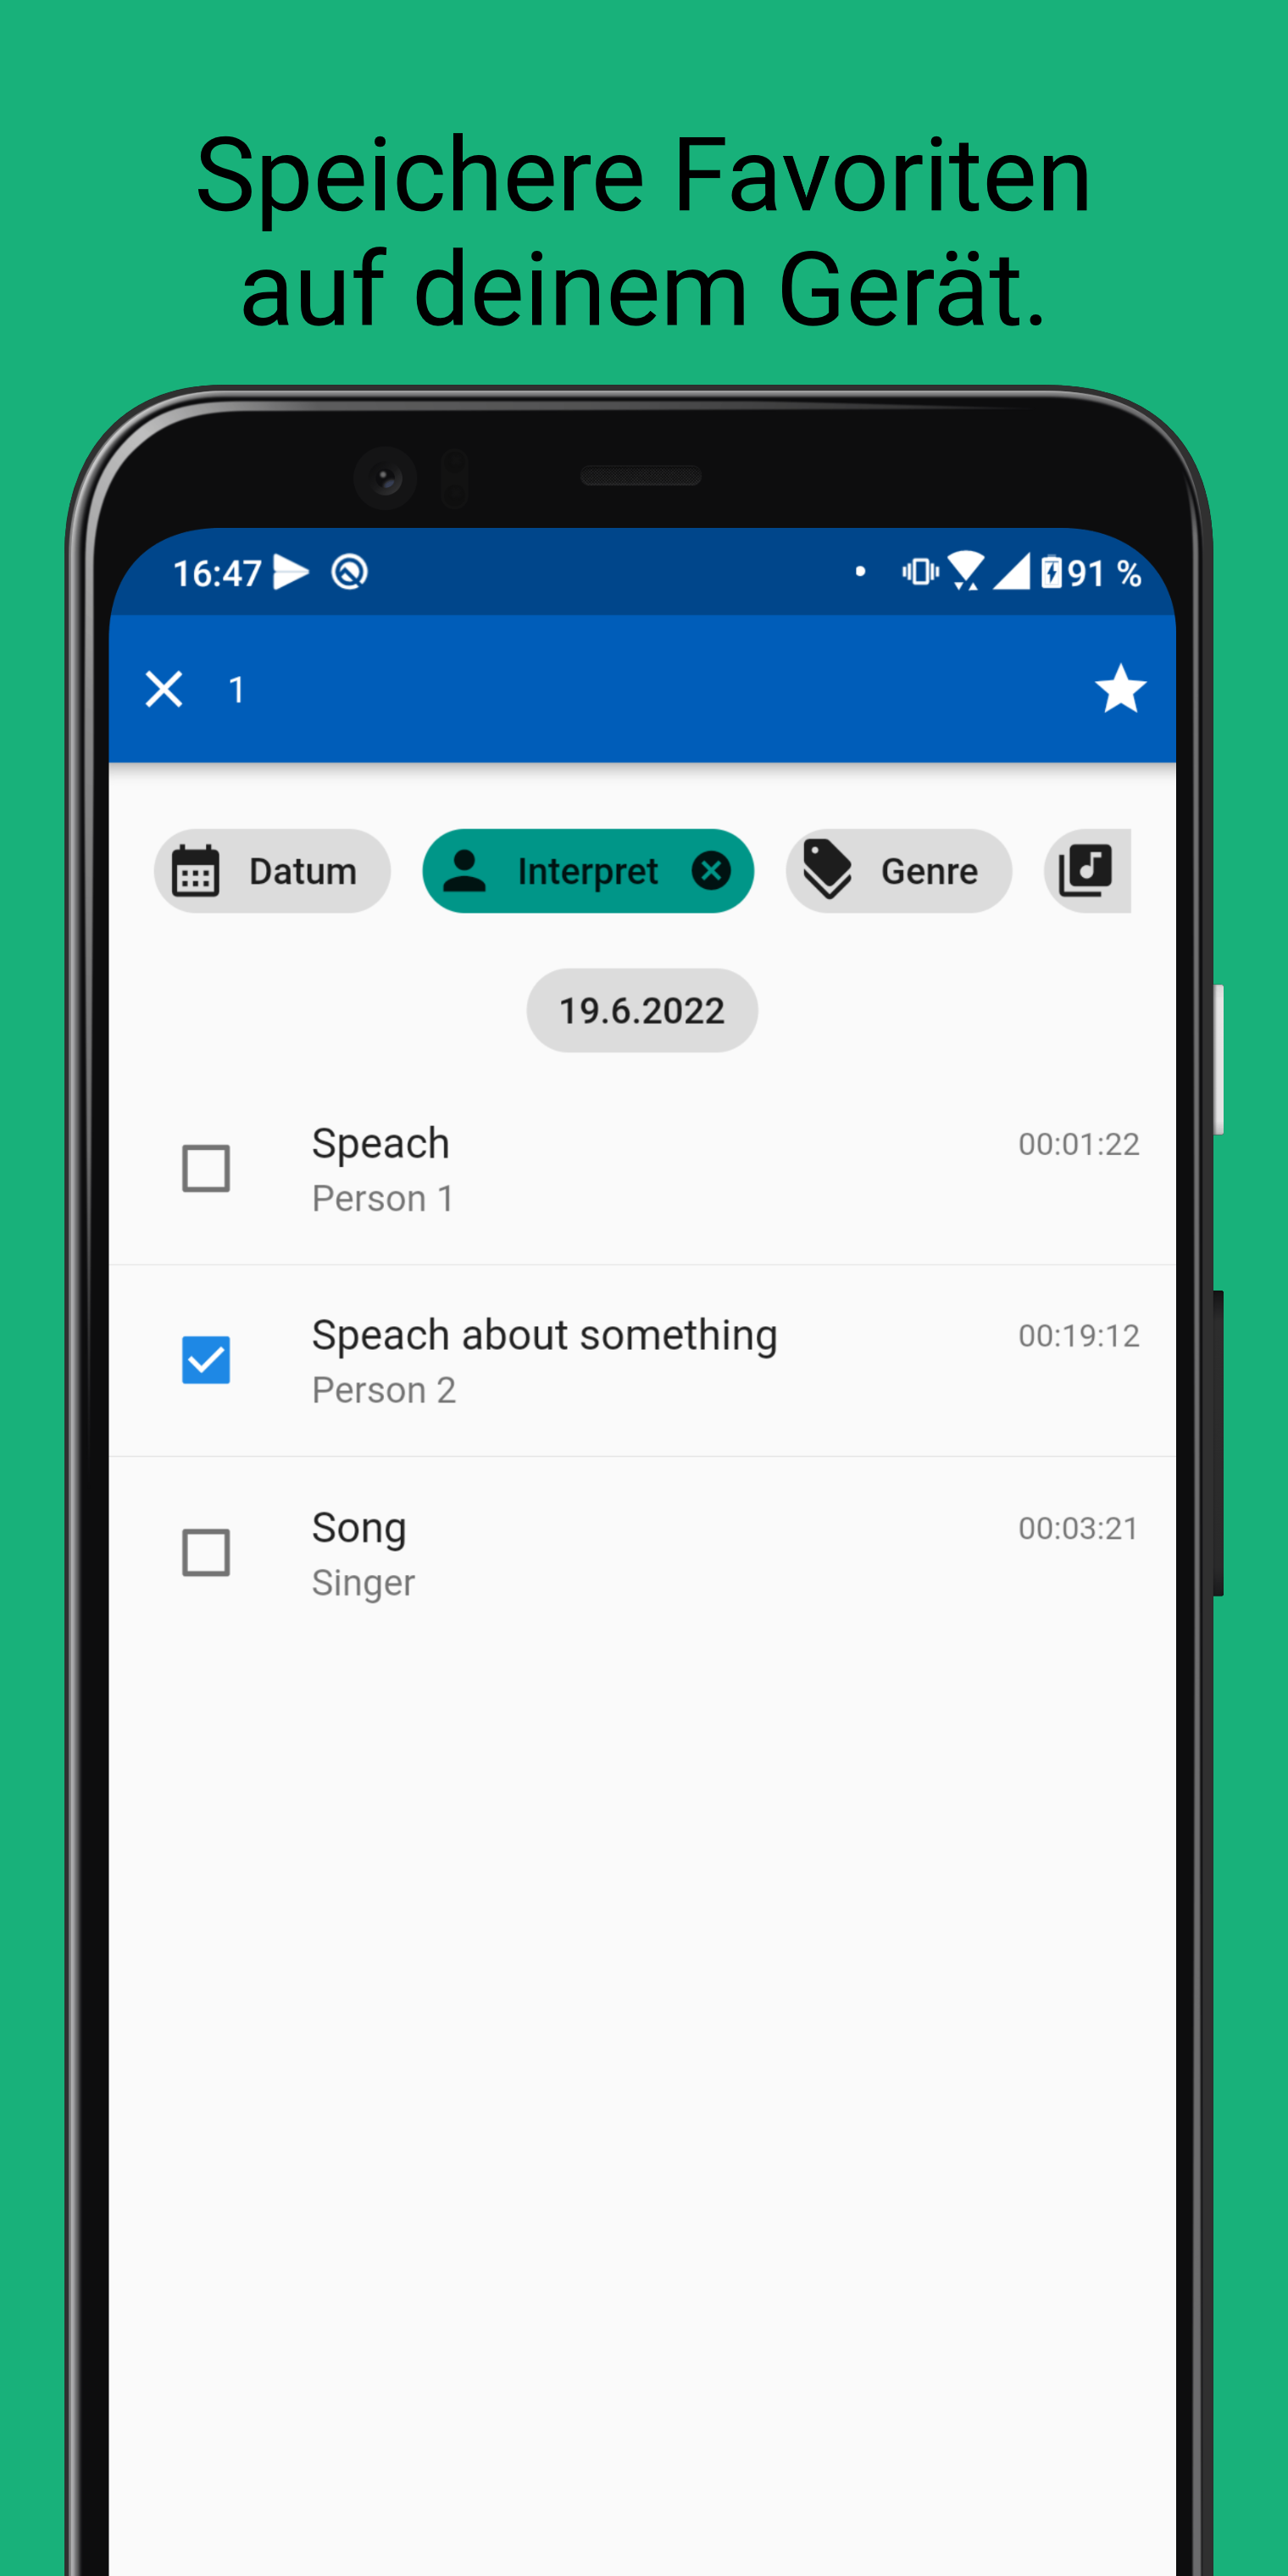 Speichere Favoriten
auf deinem Gerät.
16:47 91 %
1
Datum Interpret Genre
19.6.2022
Speach 00:01:22
Person 1
Speach about something 00:19:12
Person 2
Song 00:03:21
Singer